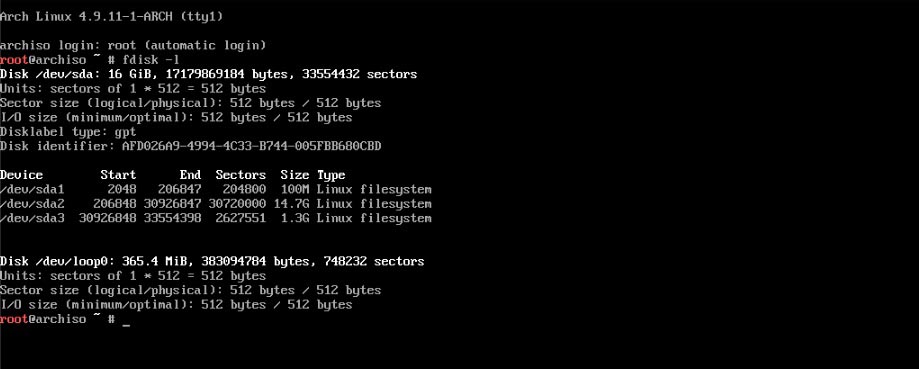 Arch Linux 4.9.11-1-ARCH (tty1)
archiso login: root (automatic login)
root@archiso ~ # fdisk -l
Disk /dev/sda: 16 GiB, 17179869184 bytes, 33554432 sectors
Units: sectors of 1 * 512 = 512 bytes
Sector size (logical/physical): 512 bytes / 512 bytes
I/O size (minimum/optimal): 512 bytes / 512 bytes
Disklabel type: gpt
Disk identifier: AFD026A9-4994-4C33-B744-005FBB680CBD
Device Start End Sectors Size Type
/dev/sda1 2048 206847 204800 100M Linux filesystem
/dev/sda2 206848 30926847 30720000 14.7G Linux filesystem
/dev/sda3 30926848 33554398 2627551 1.3G Linux filesystem
Disk /dev/loop0: 365.4 MiB, 383094784 bytes, 748232 sectors
Units: sectors of 1 * 512 = 512 bytes
Sector size (logical/physical): 512 bytes / 512 bytes
I/O size (minimum/optimal): 512 bytes / 512 bytes
root@archiso ~ # _